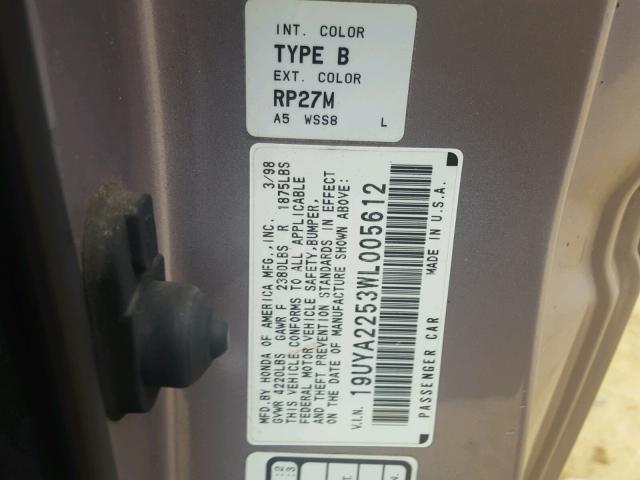 INT. COLOR
TYPE B
EXT. COLOR
RP27M
A5 WSS8 L
MFD.BY HONDA OF AMERICA MFG.,INC. 3/98
GVWR 4220LBS GAWR F 2380LBS R 1875LBS
THIS VEHICLE CONFORMS TO ALL APPLICABLE
FEDERAL MOTOR VEHICLE SAFETY,BUMPER,
AND THEFT PREVENTION STANDARDS IN EFFECT
ON THE DATE OF MANUFACTURE SHOWN ABOVE:
V.I.N. 19UYA2253WL005612
PASSENGER CAR MADE IN U.S.A.